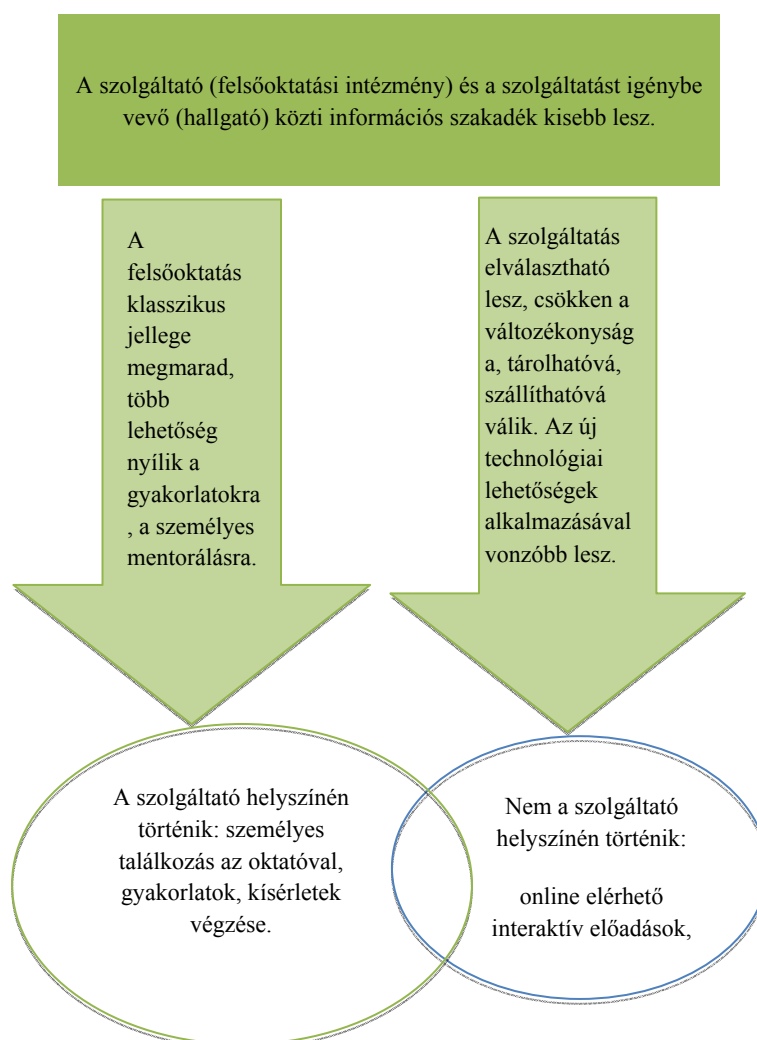 A szolgáltató (felsőoktatási intézmény) és a szolgáltatást igénybe
vevő (hallgató) közti információs szakadék kisebb lesz.
A
felsőoktatás
klasszikus
jellege
megmarad,
több
lehetőség
nyílik a
gyakorlatokra
, a személyes
mentorálásra.
A szolgáltatás
elválasztható
lesz, csökken a
változékonyság
a, tárolhatóvá,
szállíthatóvá
válik. Az új
technológiai
lehetőségek
alkalmazásával
vonzóbb lesz.
A szolgáltató helyszínén
történik: személyes
találkozás az oktatóval,
gyakorlatok, kísérletek
végzése.
Nem a szolgáltató
helyszínén történik:
online elérhető
interaktív előadások,